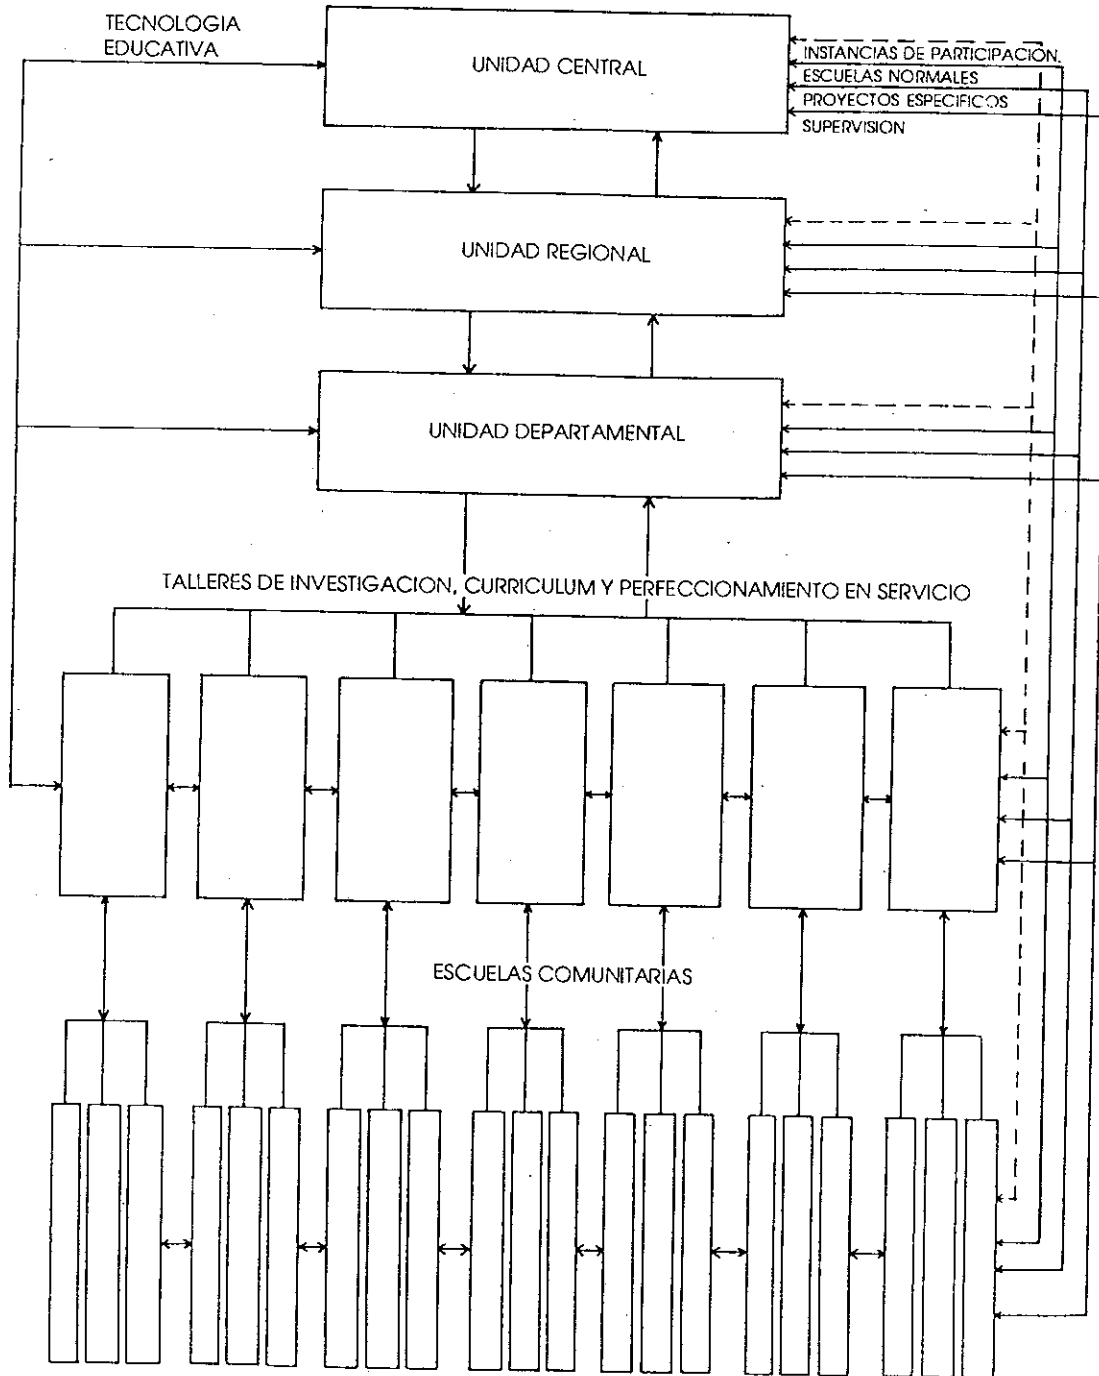 TECNOLOGIA
EDUCATIVA
UNIDAD CENTRAL
INSTANCIAS DE PARTICIPACIÓN.
ESCUELAS NORMALES
PROYECTOS ESPECIFICOS
SUPERVISION
UNIDAD REGIONAL
UNIDAD DEPARTAMENTAL
TALLERES DE INVESTIGACION, CURRICULUM Y PERFECCIONAMIENTO EN SERVICIO
ESCUELAS COMUNITARIAS